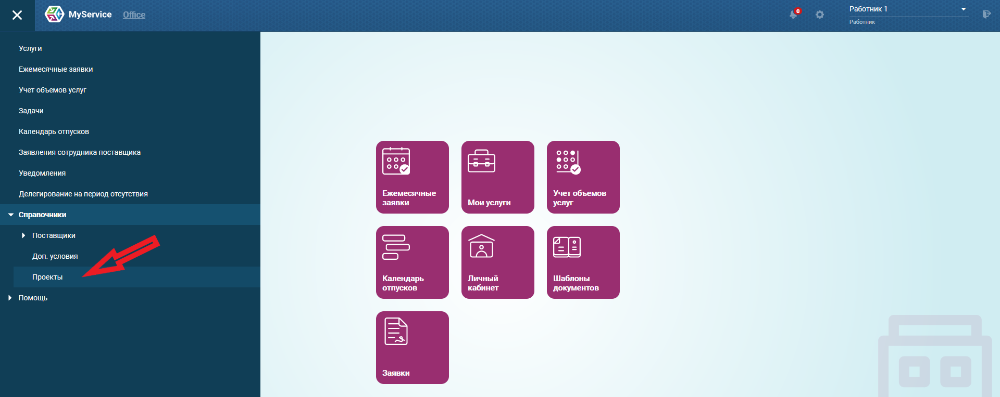 MyService Office
0
Работник 1
Работник
Услуги
Ежемесячные заявки
Учет объемов услуг
Задачи
Календарь отпусков
Заявления сотрудника поставщика
Уведомления
Делегирование на период отсутствия
Справочники
Поставщики
Доп. условия
Проекты
Помощь
Ежемесячные
заявки
Мои услуги
Учет объемов
услуг
Календарь
отпусков
Личный
кабинет
Шаблоны
документов
Заявки